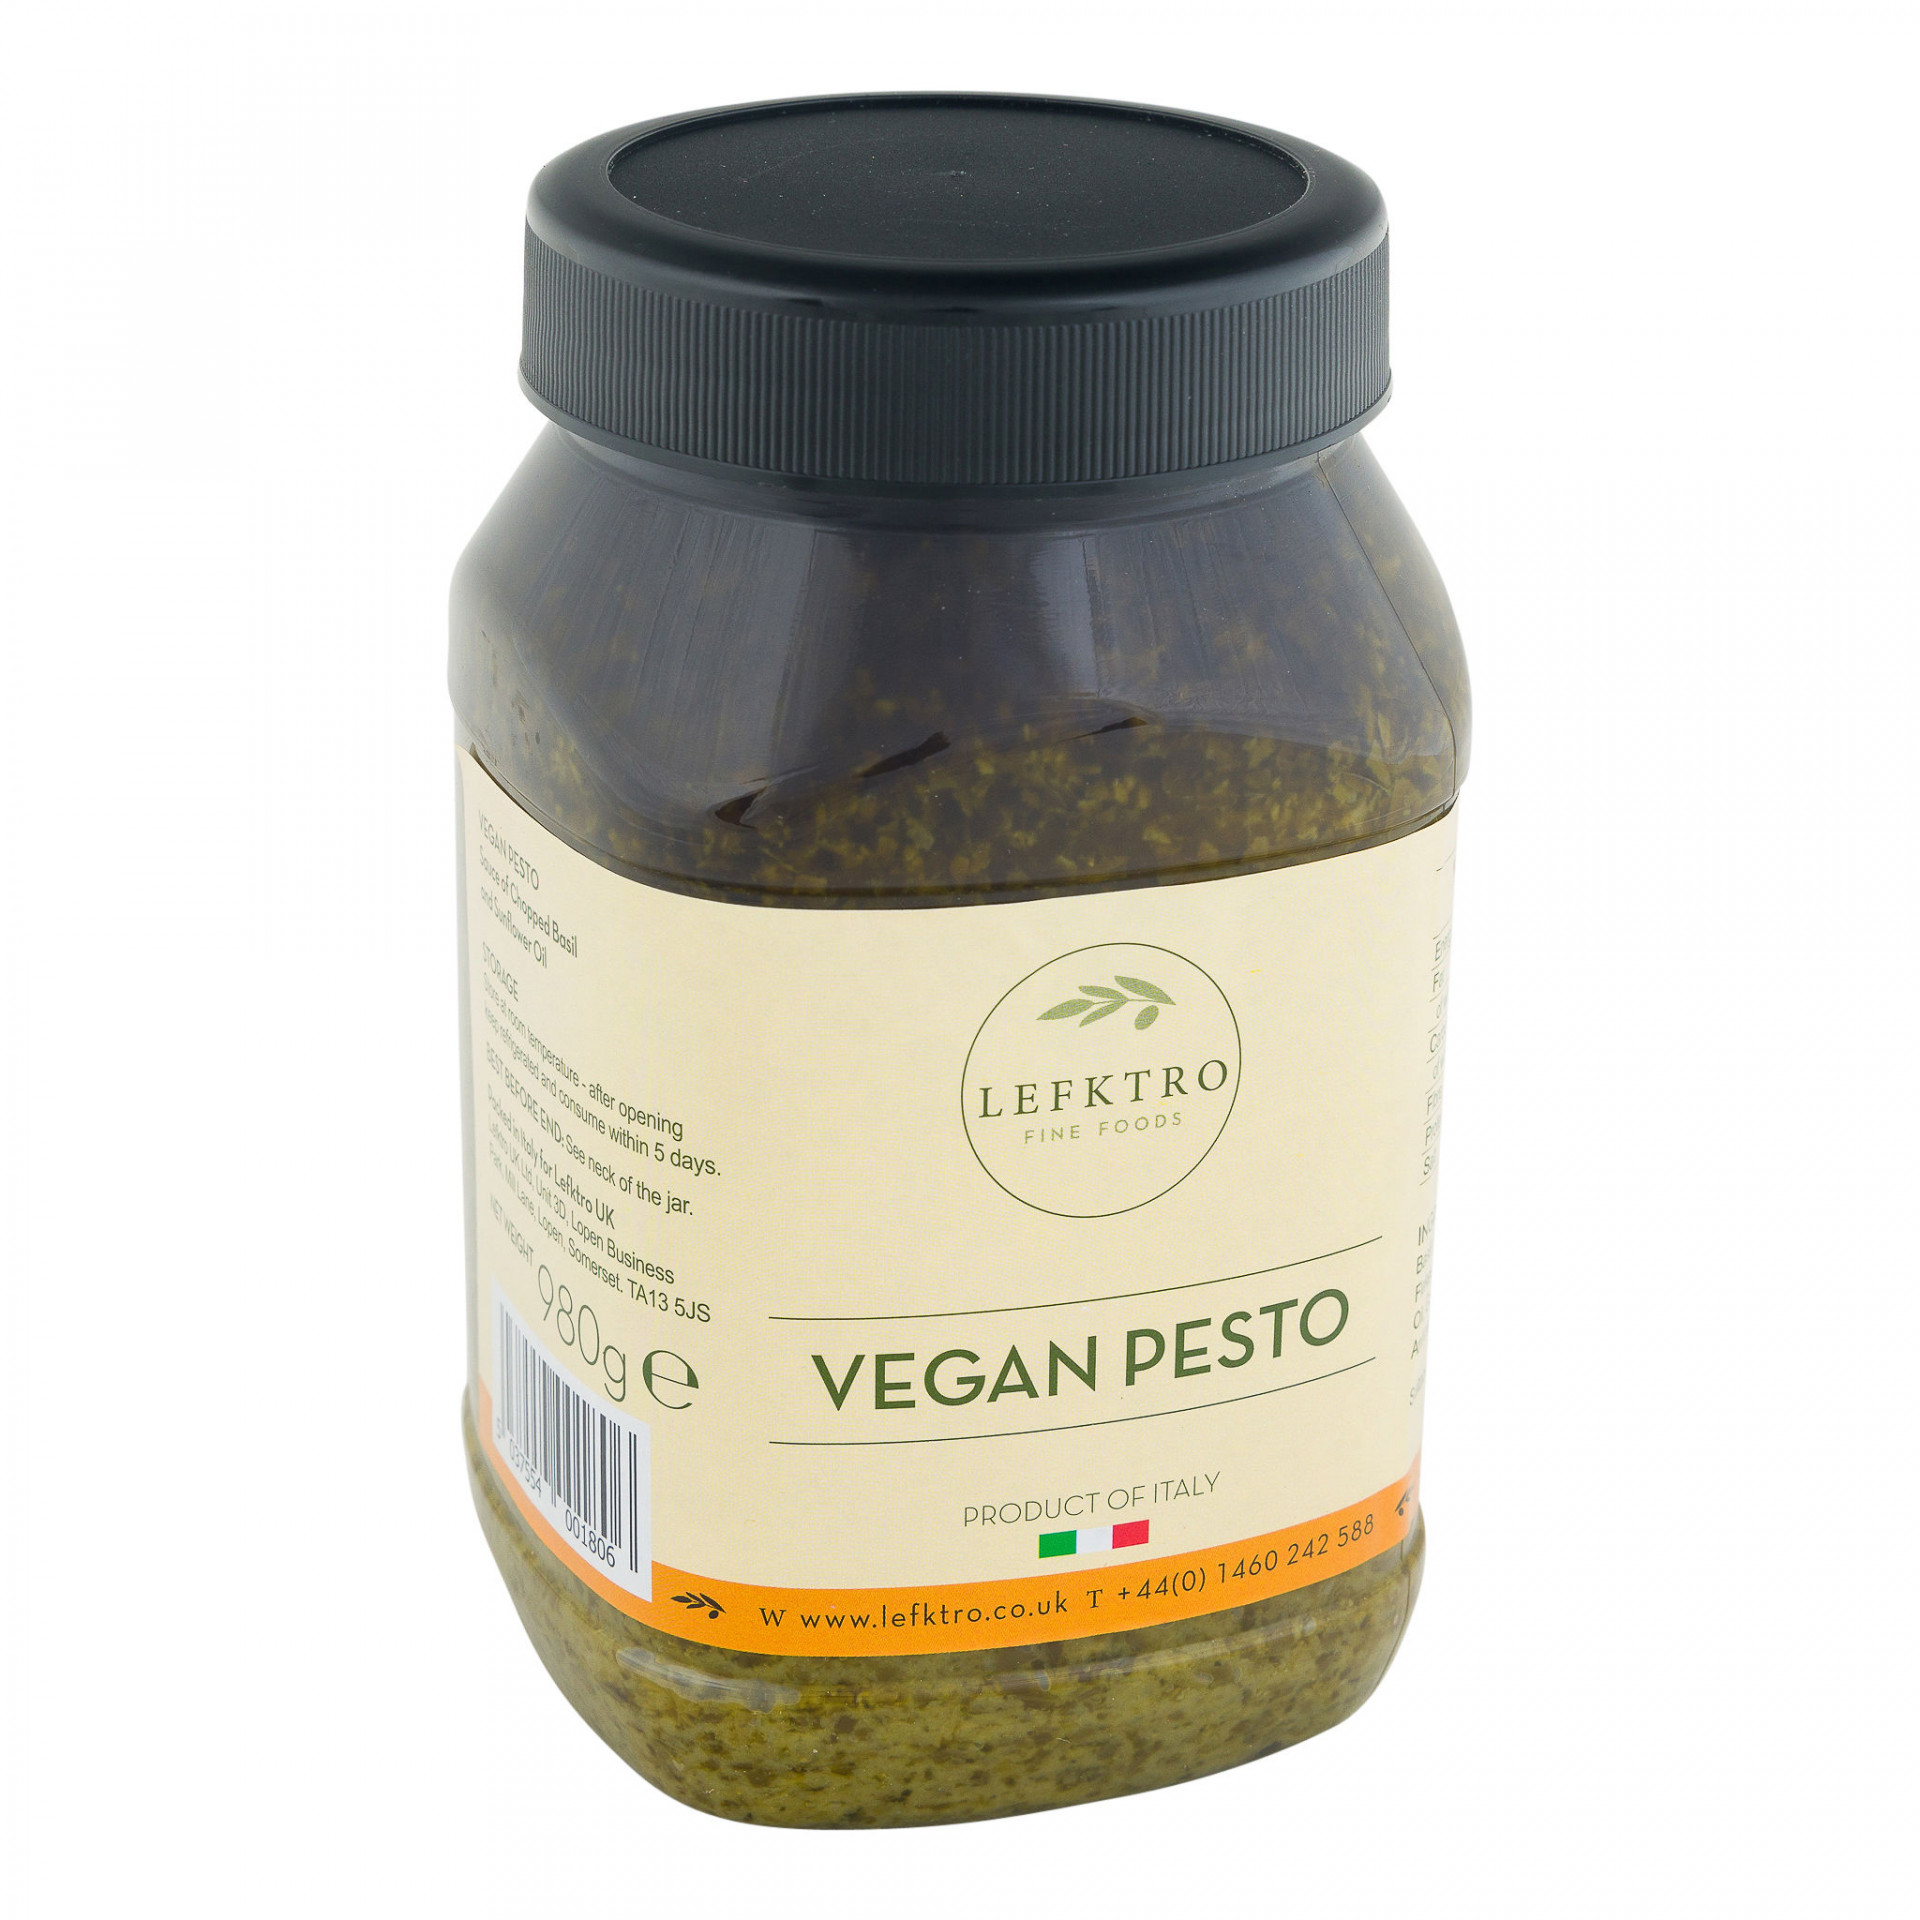 VEGAN PESTO
Sauce of Chopped Basil
and Sunflower Oil
STORAGE
Store at room temperature - after opening
keep refrigerated and consume within 5 days.
BEST BEFORE END: See neck of the jar.
Packed in Italy for Lefktro UK
Lefktro UK Ltd, Unit 3D, Lopen Business
Park, Mill Lane, Lopen, Somerset. TA13 5JS
NET WEIGHT
980g e
5 037554 001806
LEFKTRO
FINE FOODS
VEGAN PESTO
PRODUCT OF ITALY
W www.lefktro.co.uk T +44(0) 1460 242 588